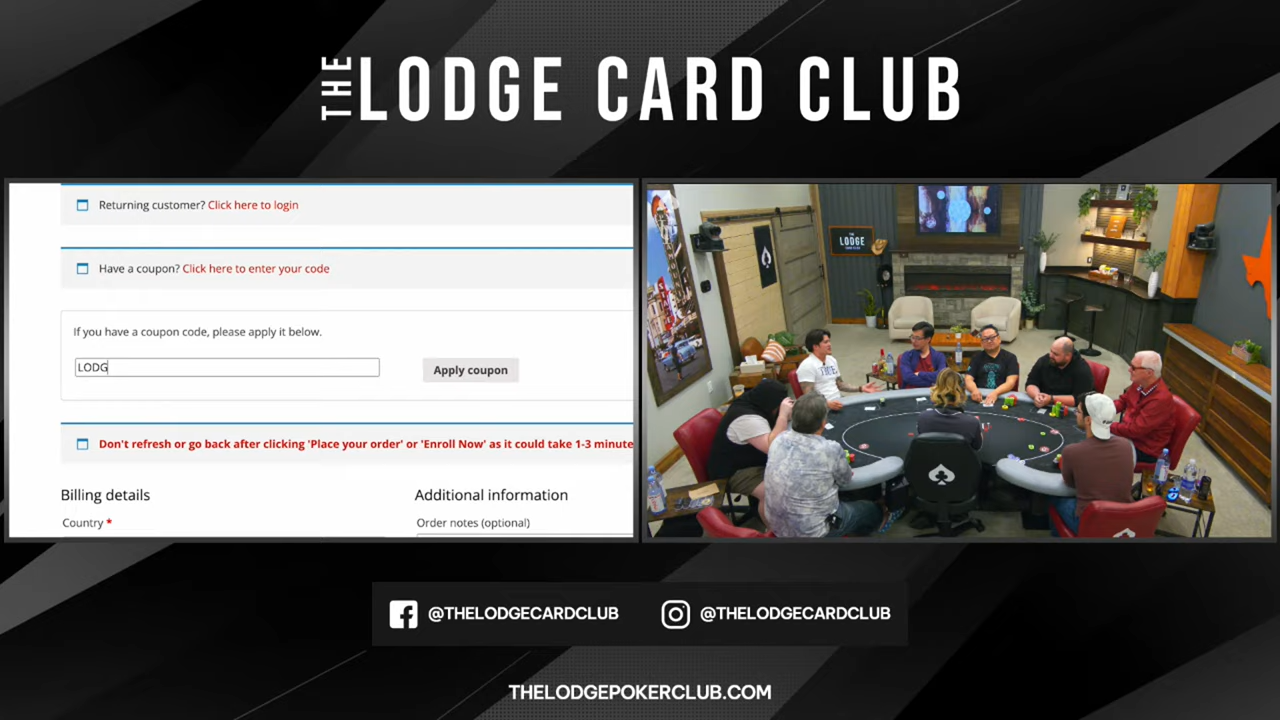 THE LODGE CARD CLUB
Returning customer? Click here to login
Have a coupon? Click here to enter your code
If you have a coupon code, please apply it below.
LODG
Apply coupon
Don't refresh or go back after clicking 'Place your order' or 'Enroll Now' as it could take 1-3 minute
Billing details
Additional information
Country *
Order notes (optional)
THE
LODGE
@THELODGECARDCLUB
@THELODGECARDCLUB
THELODGEPOKERCLUB.COM